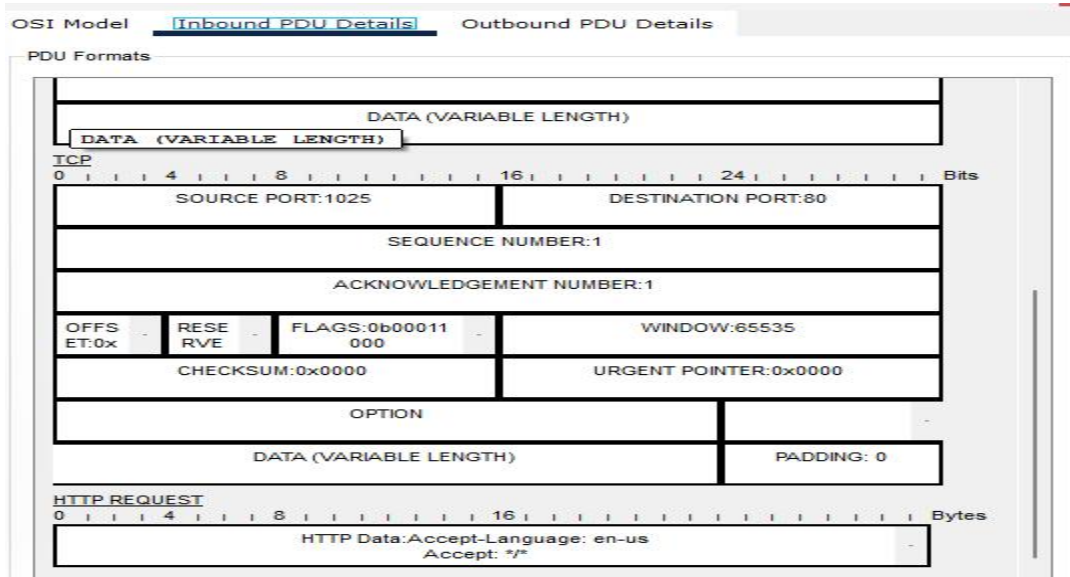 OSI Model Inbound PDU Details Outbound PDU Details
PDU Formats
DATA (VARIABLE LENGTH)
DATA (VARIABLE LENGTH)
TCP
0 4 8 16 24 Bits
SOURCE PORT:1025 DESTINATION PORT:80
SEQUENCE NUMBER:1
ACKNOWLEDGEMENT NUMBER:1
OFFS RESE FLAGS:0b00011 WINDOW:65535
ET:0x RVE 000
CHECKSUM:0x0000 URGENT POINTER:0x0000
OPTION
DATA (VARIABLE LENGTH) PADDING: 0
HTTP REQUEST
0 4 8 16 Bytes
HTTP Data:Accept-Language: en-us
Accept: */*